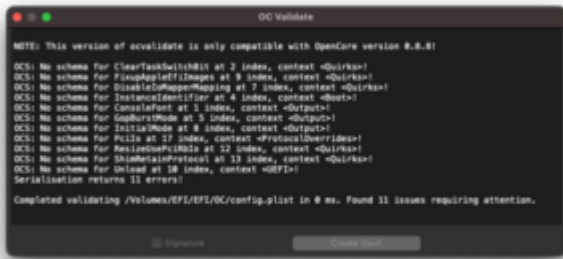 OC Validate
NOTE: This version of ocvalidate is only compatible with OpenCore version 0.8.8!
OCS: No schema for ClearTaskSwitchBit at 2 index, context <Quirks>!
OCS: No schema for FixupAppleEfiImages at 9 index, context <Quirks>!
OCS: No schema for DisableIoMapperMapping at 7 index, context <Quirks>!
OCS: No schema for InstanceIdentifier at 4 index, context <Boot>!
OCS: No schema for ConsoleFont at 1 index, context <Output>!
OCS: No schema for GopBurstMode at 5 index, context <Output>!
OCS: No schema for InitialMode at 8 index, context <Output>!
OCS: No schema for PciIo at 17 index, context <ProtocolOverrides>!
OCS: No schema for ResizeUsePciRbIo at 12 index, context <Quirks>!
OCS: No schema for ShimRetainProtocol at 13 index, context <Quirks>!
OCS: No schema for Unload at 10 index, context <UEFI>!
Serialisation returns 11 errors!
Completed validating /Volumes/EFI/EFI/OC/config.plist in 0 ms. Found 11 issues requiring attention.
Signature
Create Vault